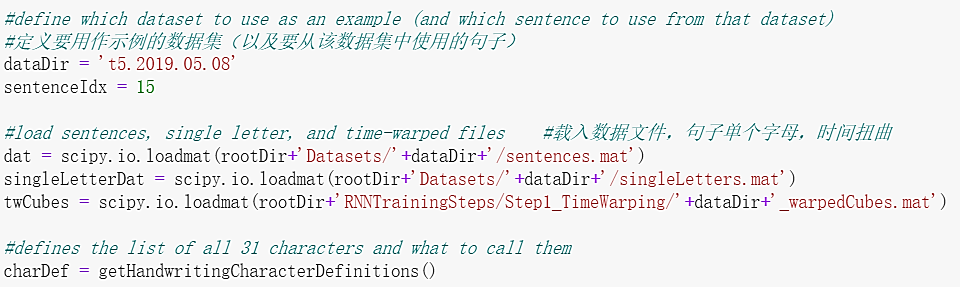 #define which dataset to use as an example (and which sentence to use from that dataset)
#定义要用作示例的数据集（以及要从该数据集中使用的句子）
dataDir = 't5.2019.05.08'
sentenceIdx = 15
#load sentences, single letter, and time-warped files    #载入数据文件，句子单个字母，时间扭曲
dat = scipy.io.loadmat(rootDir+'Datasets/'+dataDir+'/sentences.mat')
singleLetterDat = scipy.io.loadmat(rootDir+'Datasets/'+dataDir+'/singleLetters.mat')
twCubes = scipy.io.loadmat(rootDir+'RNNTrainingSteps/Step1_TimeWarping/'+dataDir+'_warpedCubes.mat')
#defines the list of all 31 characters and what to call them
charDef = getHandwritingCharacterDefinitions()